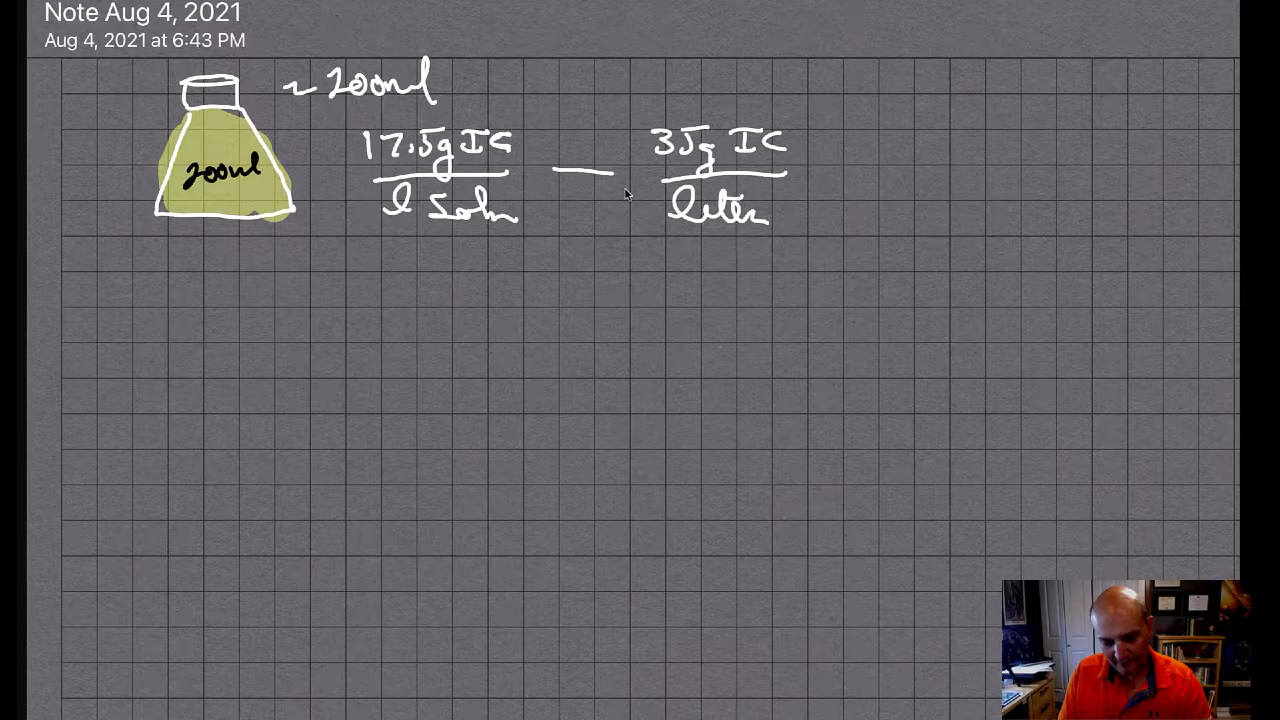 Note Aug 4, 2021
Aug 4, 2021 at 6:43 PM
~ 200ml
200ml
17.5g IC — 35g IC
l Soln liter